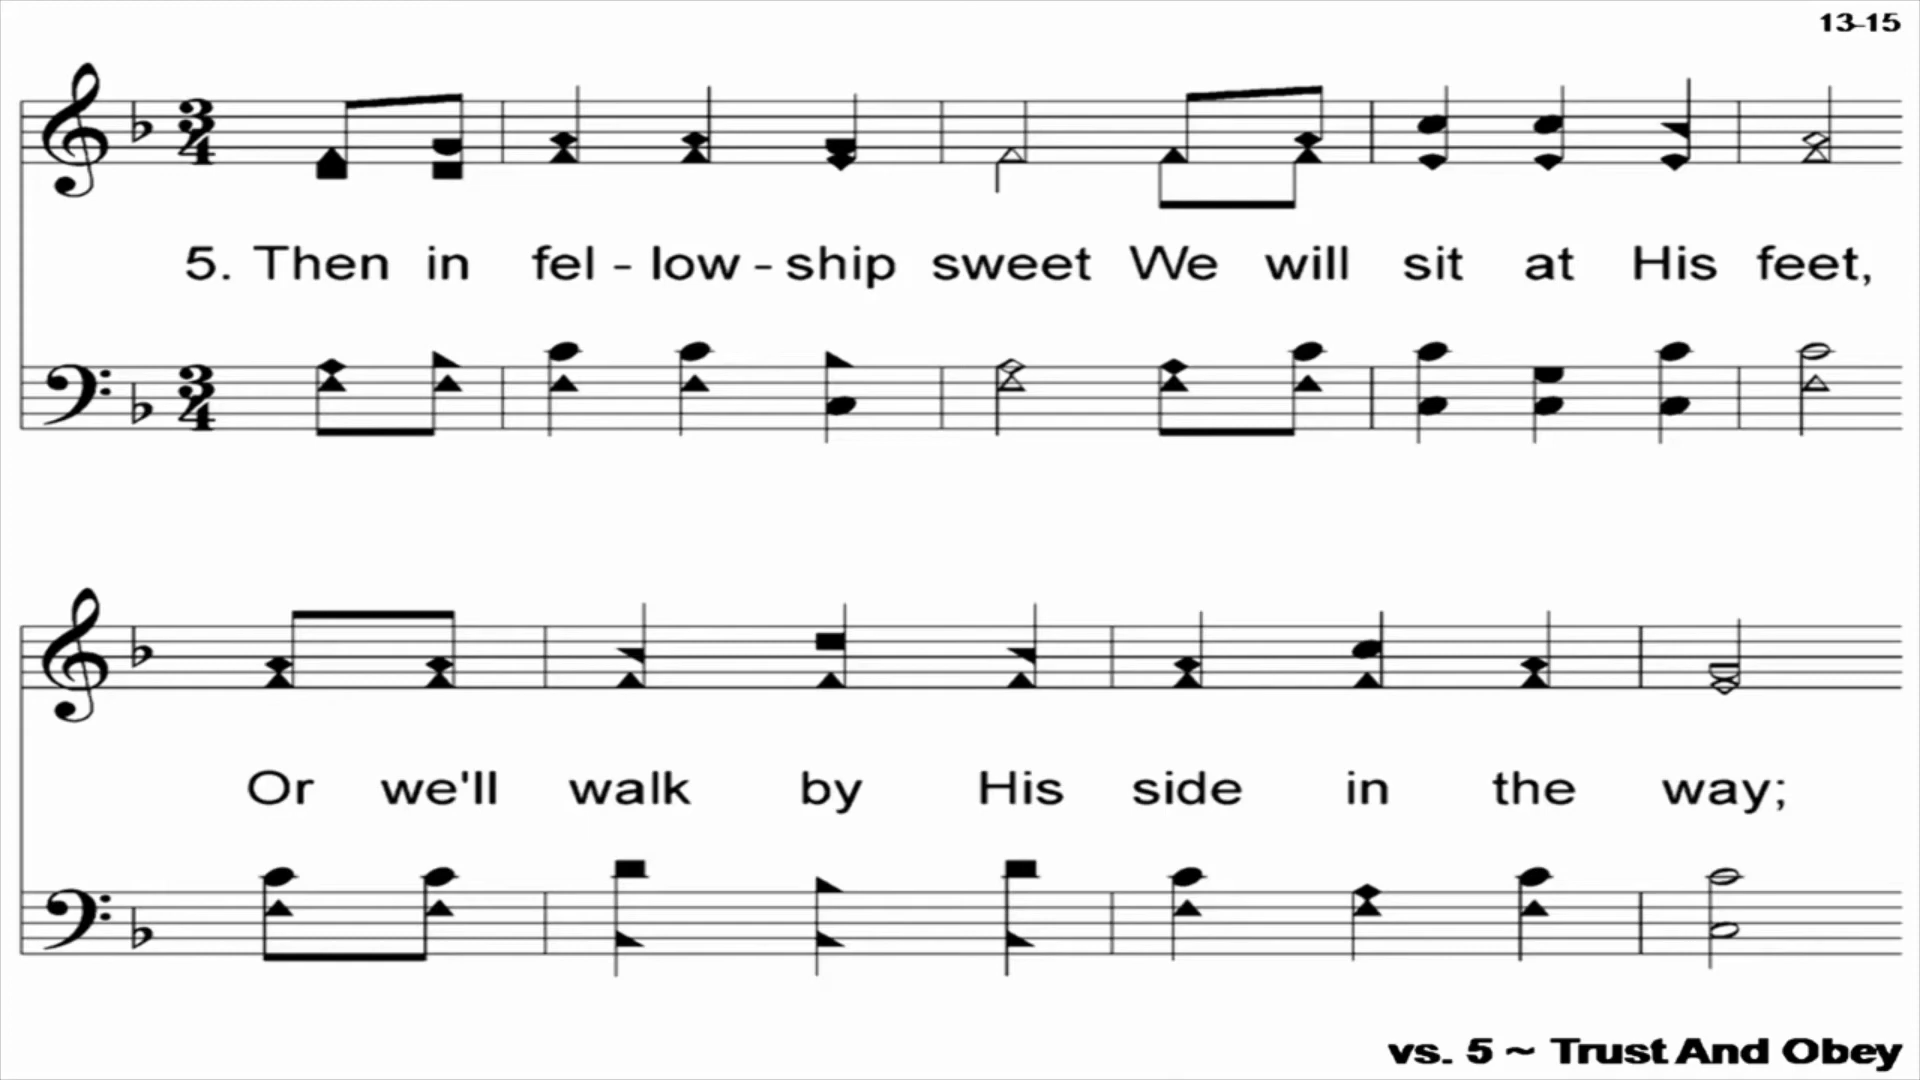 13-15
5. Then in fel - low - ship sweet We will sit at His feet,
Or we'll walk by His side in the way;
vs. 5 ~ Trust And Obey